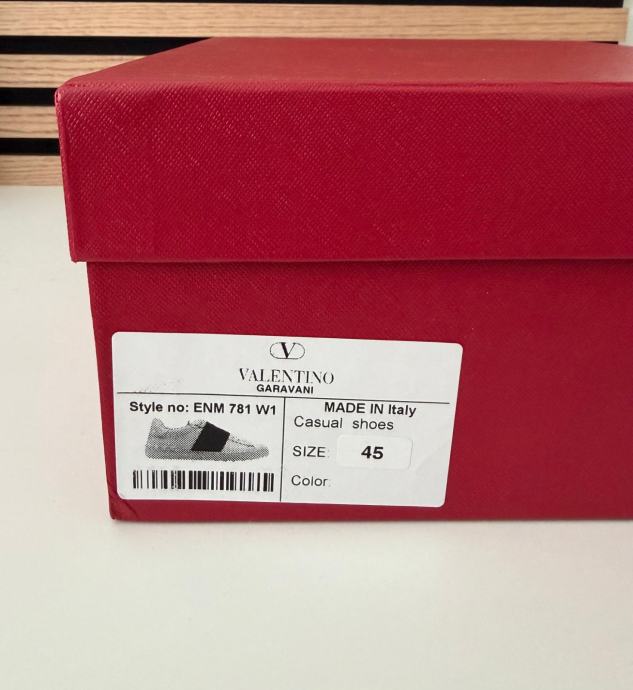 V
VALENTINO
GARAVANI
Style no: ENM 781 W1
MADE IN Italy
Casual shoes
SIZE: 45
Color: